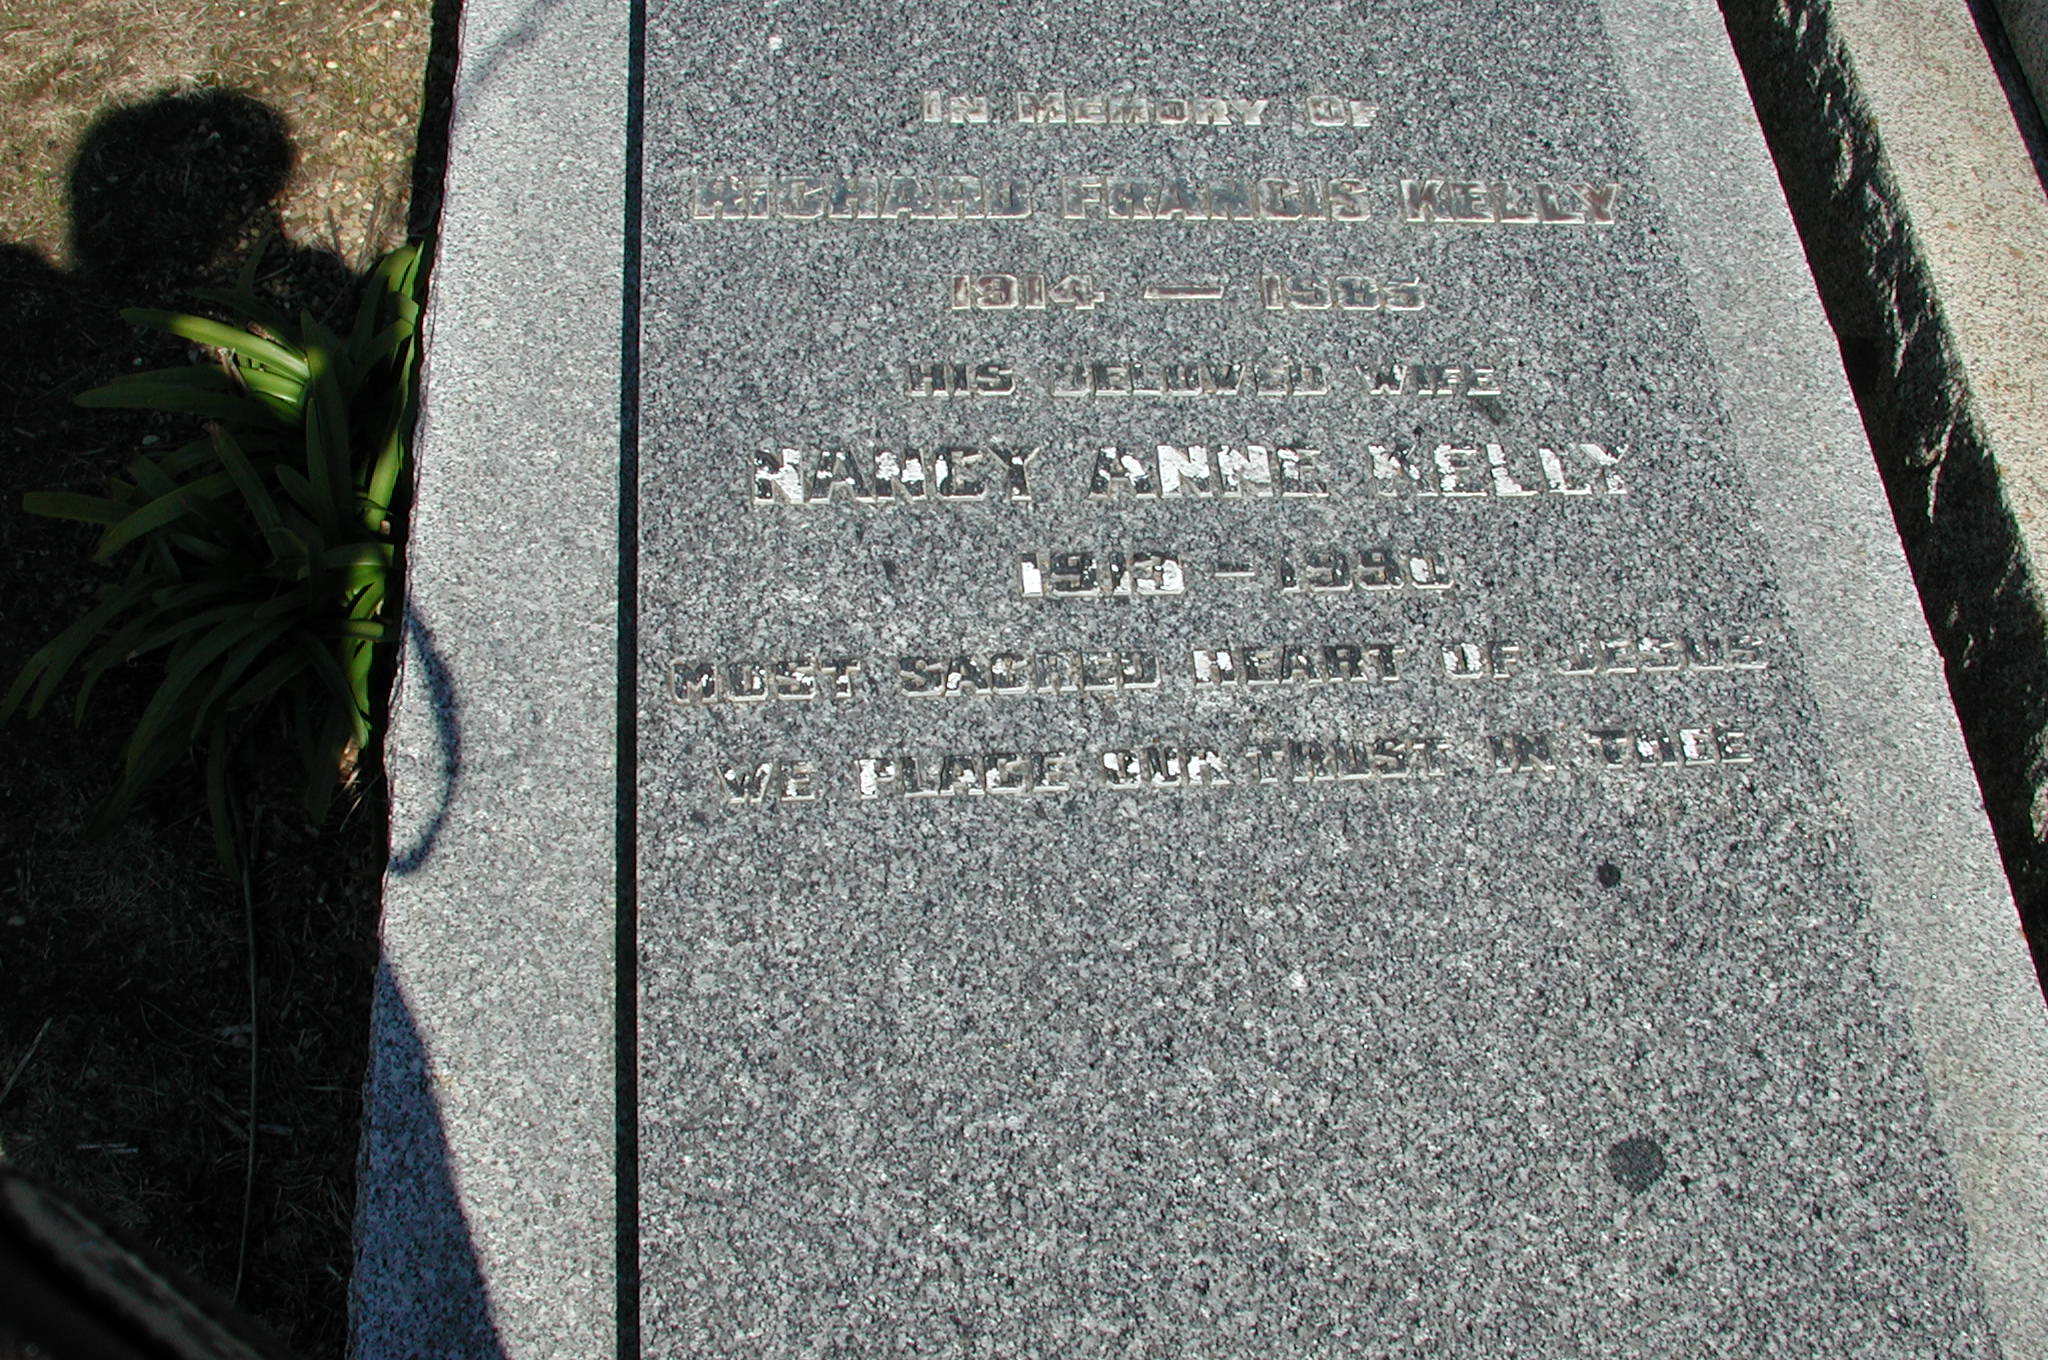 IN MEMORY OF
RICHARD FRANCIS KELLY
1914 — 1985
HIS BELOVED WIFE
NANCY ANNE KELLY
1913 - 1990
MOST SACRED HEART OF JESUS
WE PLACE OUR TRUST IN THEE